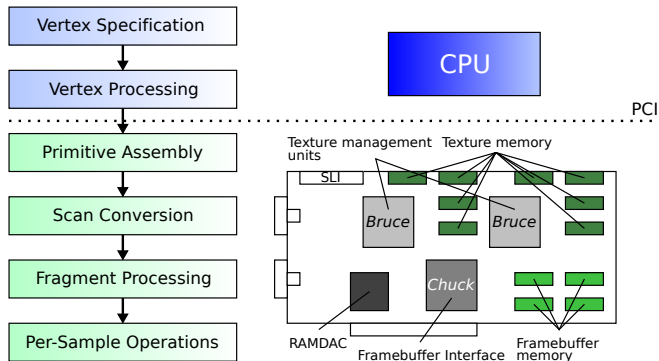 Vertex Specification
Vertex Processing
CPU
PCI
Primitive Assembly
Scan Conversion
Fragment Processing
Per-Sample Operations
Texture management
units
Texture memory
SLI
Bruce
Bruce
Chuck
RAMDAC
Framebuffer Interface
Framebuffer
memory